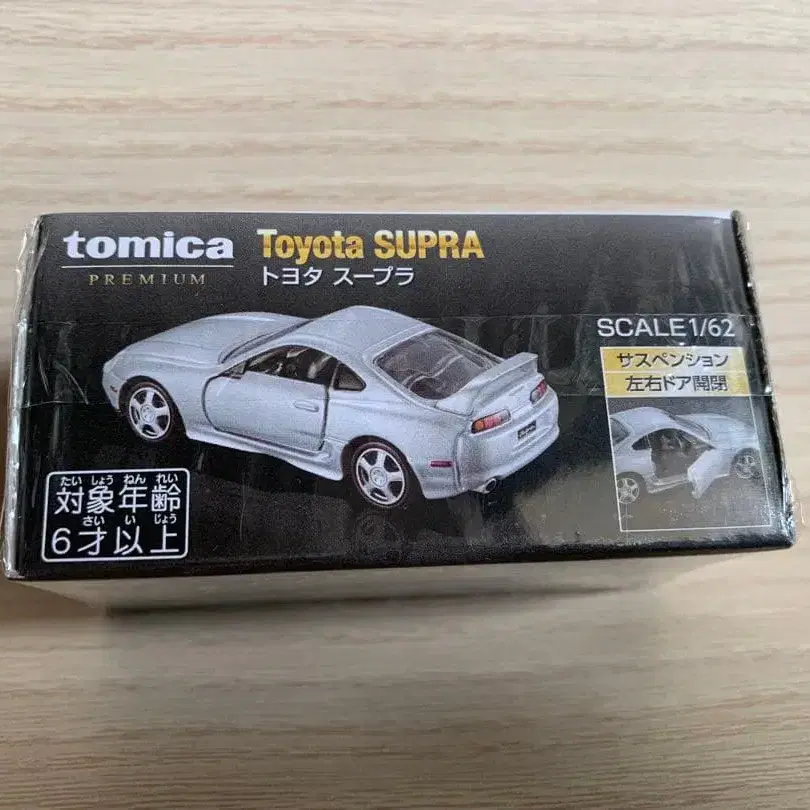 tomica
PREMIUM
Toyota SUPRA
トヨタ スープラ
SCALE 1/62
サスペンション
左右ドア開閉
たい しょう ねん れい
対象年齢
さい い じょう
6才以上